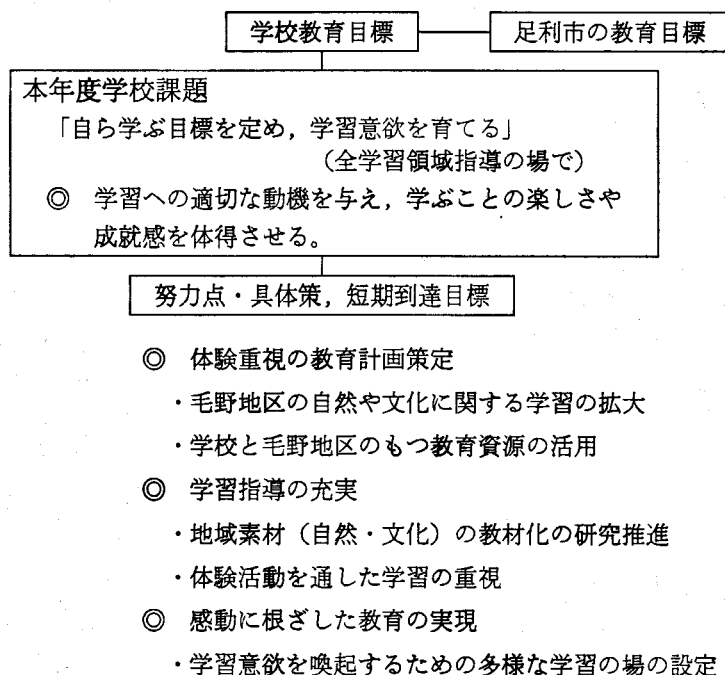 学校教育目標
足利市の教育目標
本年度学校課題
「自ら学ぶ目標を定め，学習意欲を育てる」
（全学習領域指導の場で）
◎ 学習への適切な動機を与え，学ぶことの楽しさや
成就感を体得させる。
努力点・具体策，短期到達目標
◎ 体験重視の教育計画策定
・毛野地区の自然や文化に関する学習の拡大
・学校と毛野地区のもつ教育資源の活用
◎ 学習指導の充実
・地域素材（自然・文化）の教材化の研究推進
・体験活動を通した学習の重視
◎ 感動に根ざした教育の実現
・学習意欲を喚起するための多様な学習の場の設定